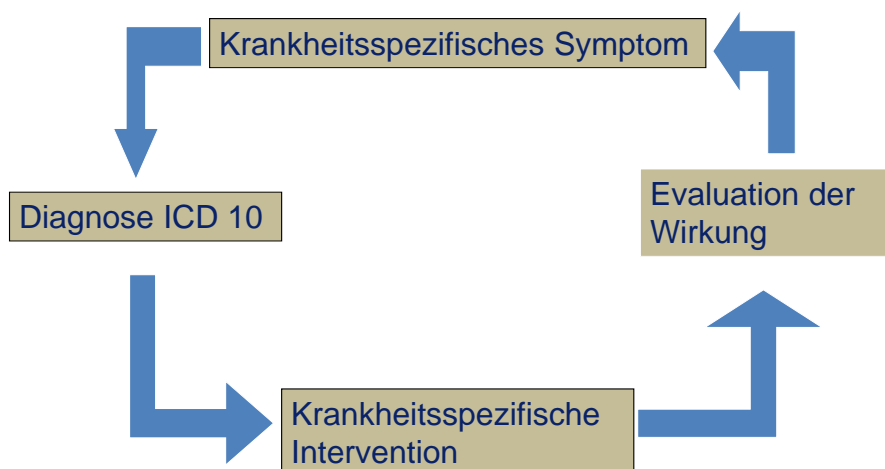 Krankheitsspezifisches Symptom
Diagnose ICD 10
Evaluation der
Wirkung
Krankheitsspezifische
Intervention